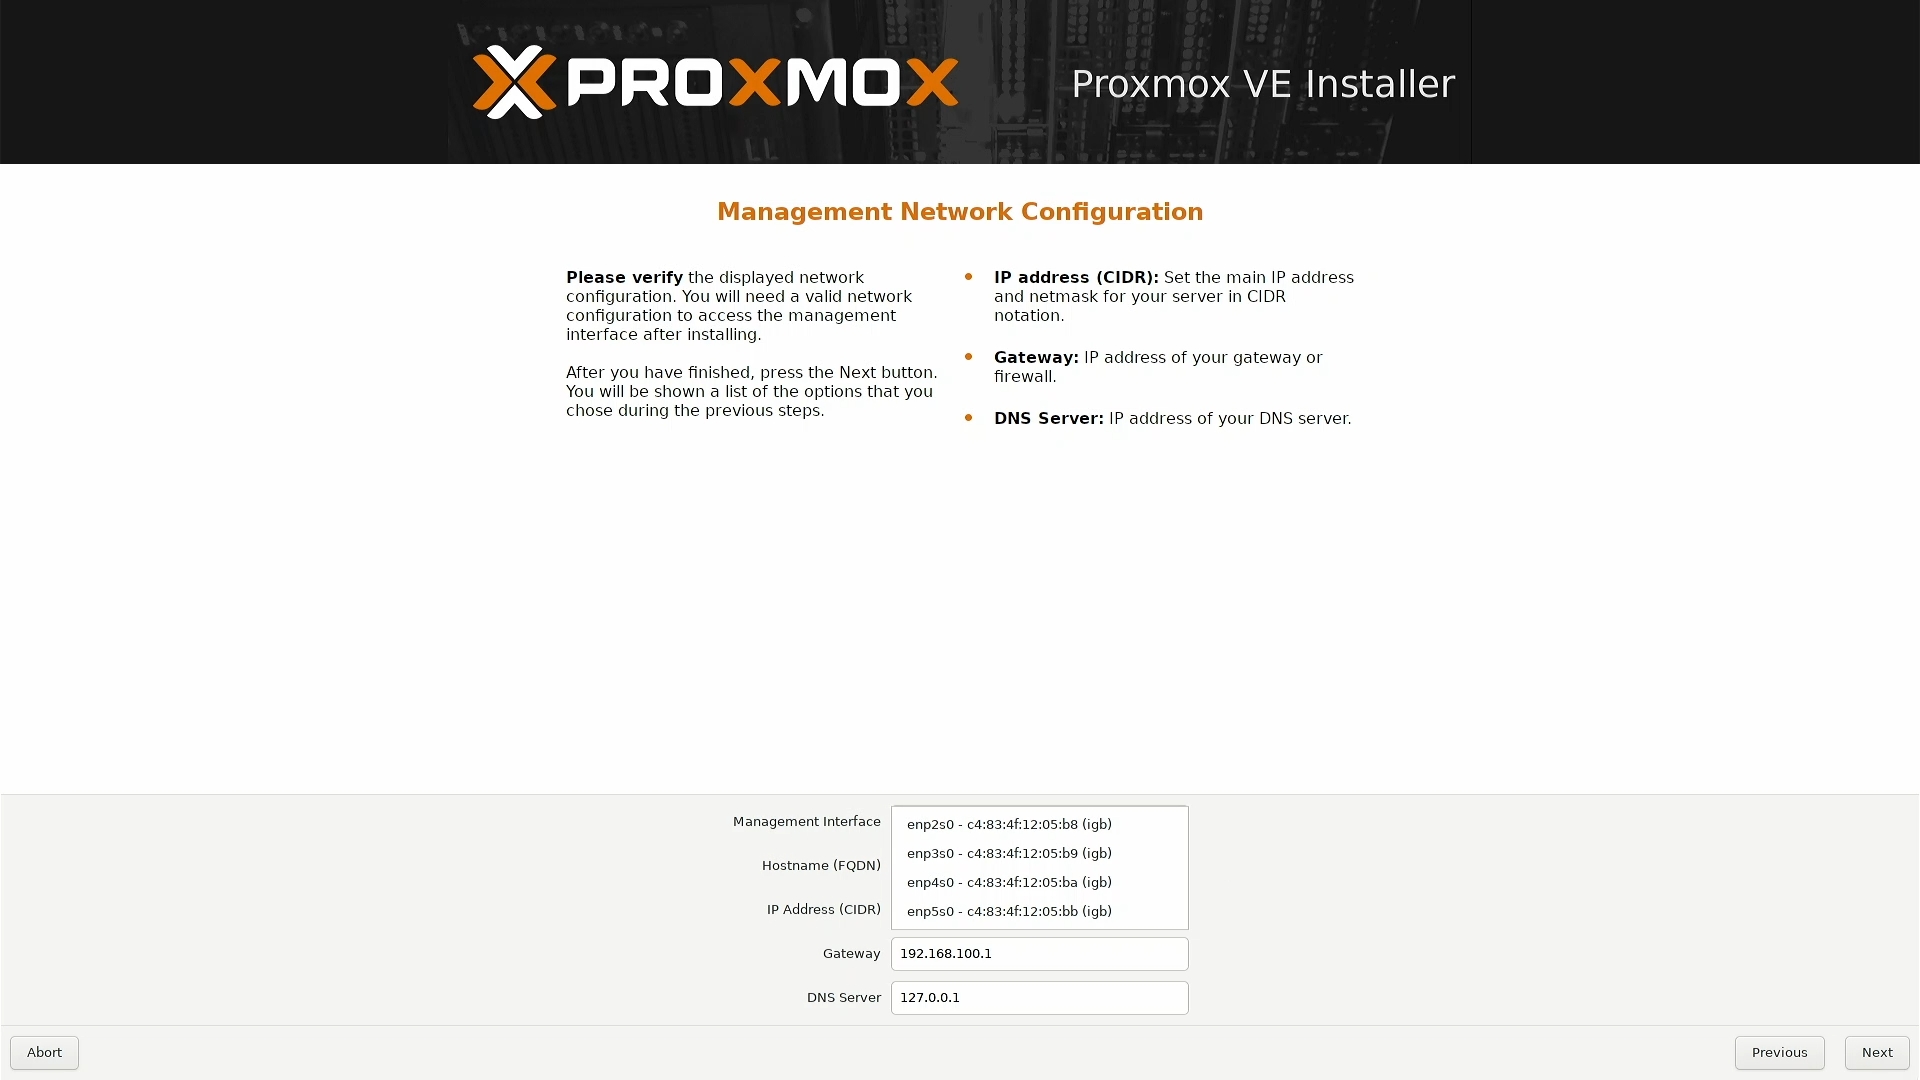 PROXMOX
Proxmox VE Installer
Management Network Configuration
Please verify the displayed network
configuration. You will need a valid network
configuration to access the management
interface after installing.
After you have finished, press the Next button.
You will be shown a list of the options that you
chose during the previous steps.
IP address (CIDR): Set the main IP address
and netmask for your server in CIDR
notation.
Gateway: IP address of your gateway or
firewall.
DNS Server: IP address of your DNS server.
Management Interface
enp2s0 - c4:83:4f:12:05:b8 (igb)
enp3s0 - c4:83:4f:12:05:b9 (igb)
Hostname (FQDN)
enp4s0 - c4:83:4f:12:05:ba (igb)
IP Address (CIDR)
enp5s0 - c4:83:4f:12:05:bb (igb)
Gateway 192.168.100.1
DNS Server 127.0.0.1
Abort
Previous
Next